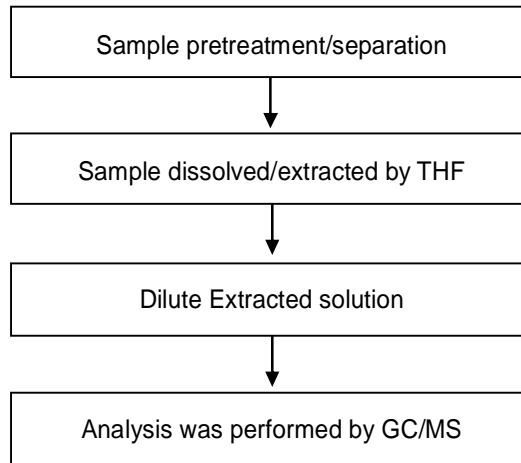 Sample pretreatment/separation
Sample dissolved/extracted by THF
Dilute Extracted solution
Analysis was performed by GC/MS